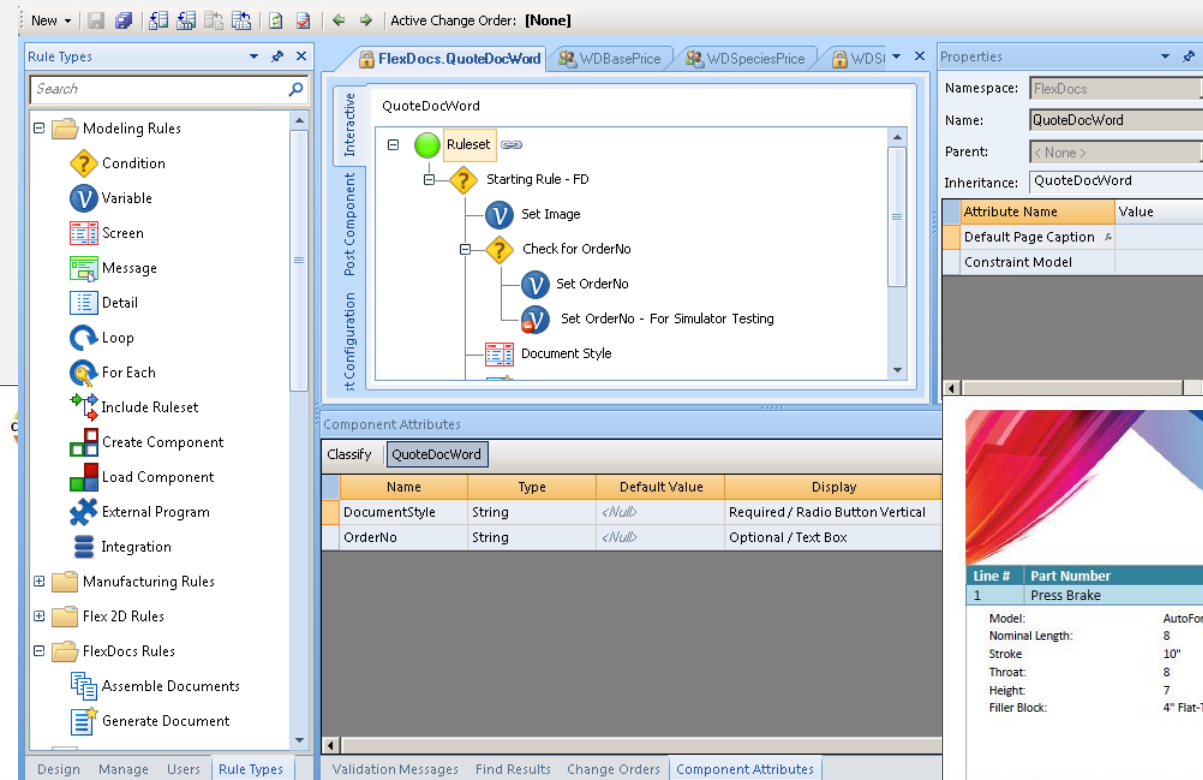 New
Active Change Order: [None]
Rule Types
Search
Modeling Rules
Condition
Variable
Screen
Message
Detail
Loop
For Each
Include Ruleset
Create Component
Load Component
External Program
Integration
Manufacturing Rules
Flex 2D Rules
FlexDocs Rules
Assemble Documents
Generate Document
Design Manage Users Rule Types
FlexDocs.QuoteDocWord WDBasePrice WDSpeciesPrice
Interactive
Post Component
Configuration
QuoteDocWord
Ruleset
Starting Rule - FD
Set Image
Check for OrderNo
Set OrderNo
Set OrderNo - For Simulator Testing
Document Style
Component Attributes
Classify QuoteDocWord
Name Type Default Value Display
DocumentStyle String <Null> Required / Radio Button Vertical
OrderNo String <Null> Optional / Text Box
Validation Messages Find Results Change Orders Component Attributes
Properties
Namespace: FlexDocs
Name: QuoteDocWord
Parent: < None >
Inheritance: QuoteDocWord
Attribute Name Value
Default Page Caption
Constraint Model
Line # Part Number
1 Press Brake
Model:
Nominal Length: 8
Stroke 10"
Throat: 8
Height: 7
Filler Block: 4"